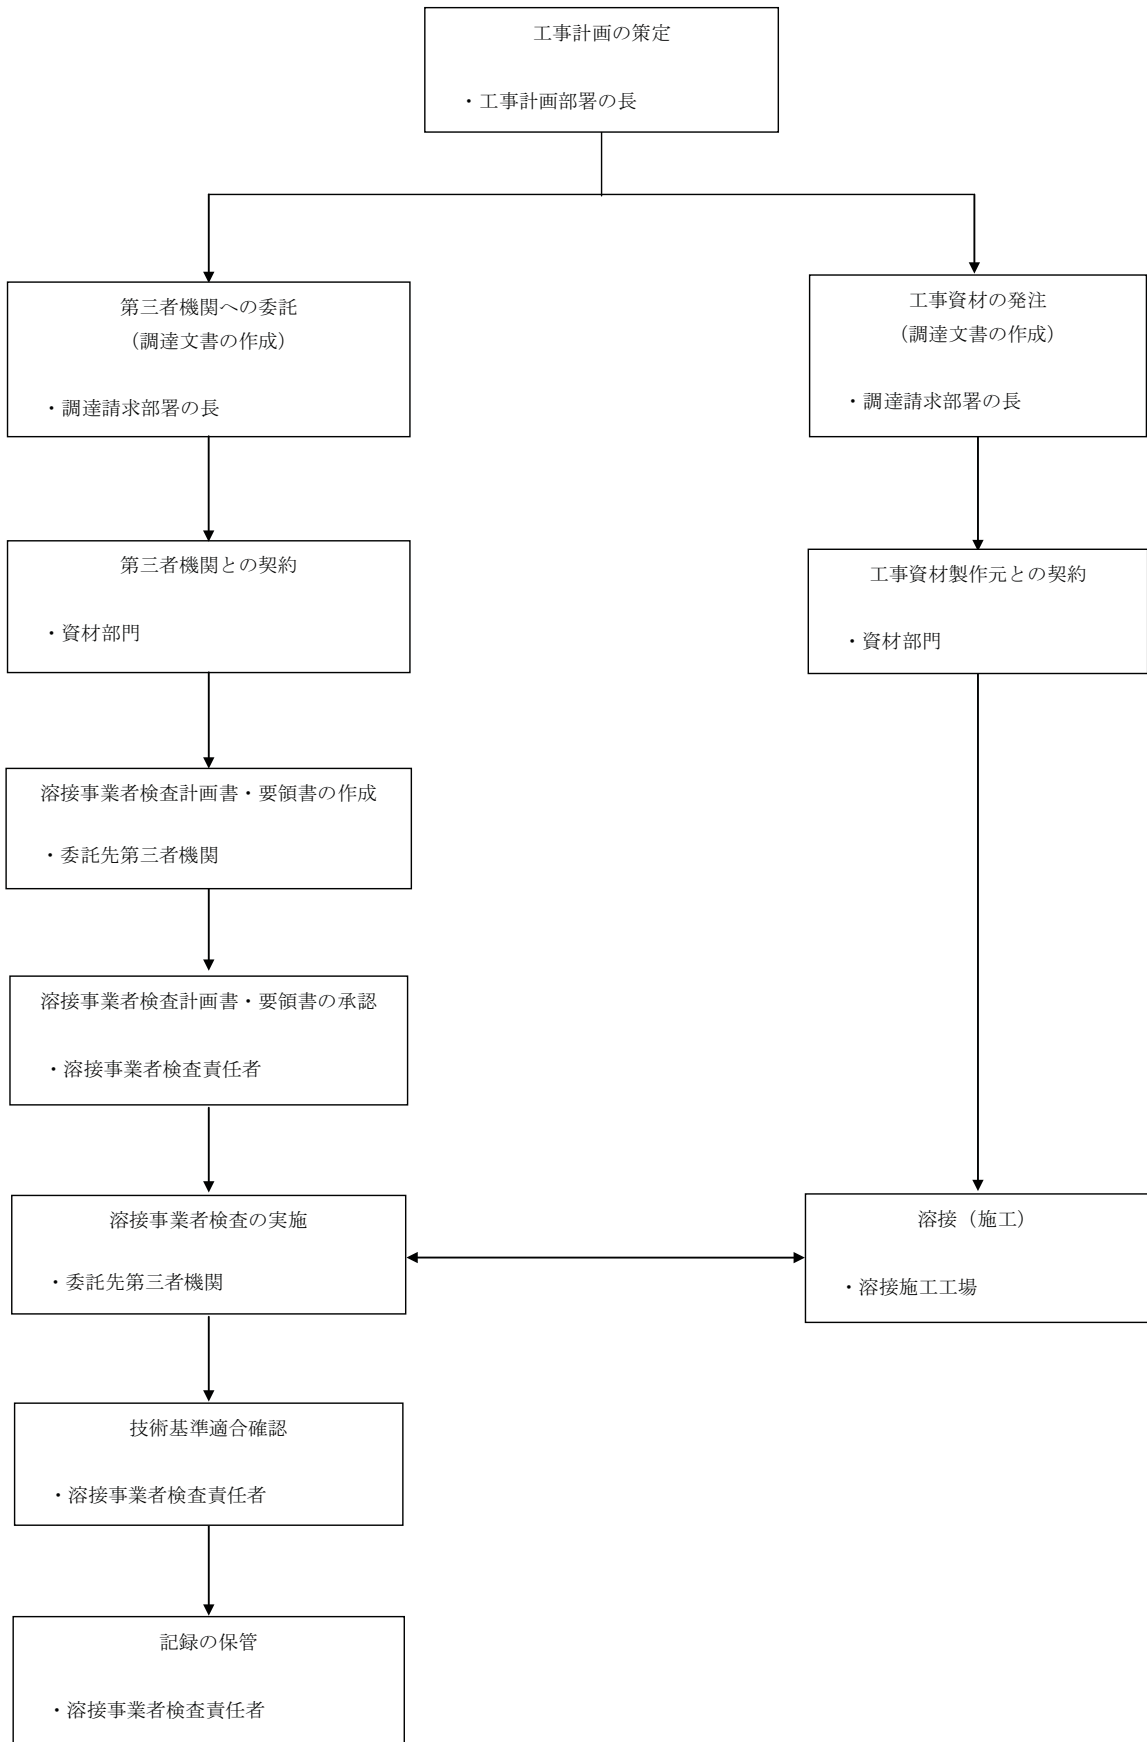 工事計画の策定
・工事計画部署の長
第三者機関への委託
（調達文書の作成）
・調達請求部署の長
工事資材の発注
（調達文書の作成）
・調達請求部署の長
第三者機関との契約
・資材部門
工事資材製作元との契約
・資材部門
溶接事業者検査計画書・要領書の作成
・委託先第三者機関
溶接事業者検査計画書・要領書の承認
・溶接事業者検査責任者
溶接事業者検査の実施
・委託先第三者機関
溶接（施工）
・溶接施工工場
技術基準適合確認
・溶接事業者検査責任者
記録の保管
・溶接事業者検査責任者